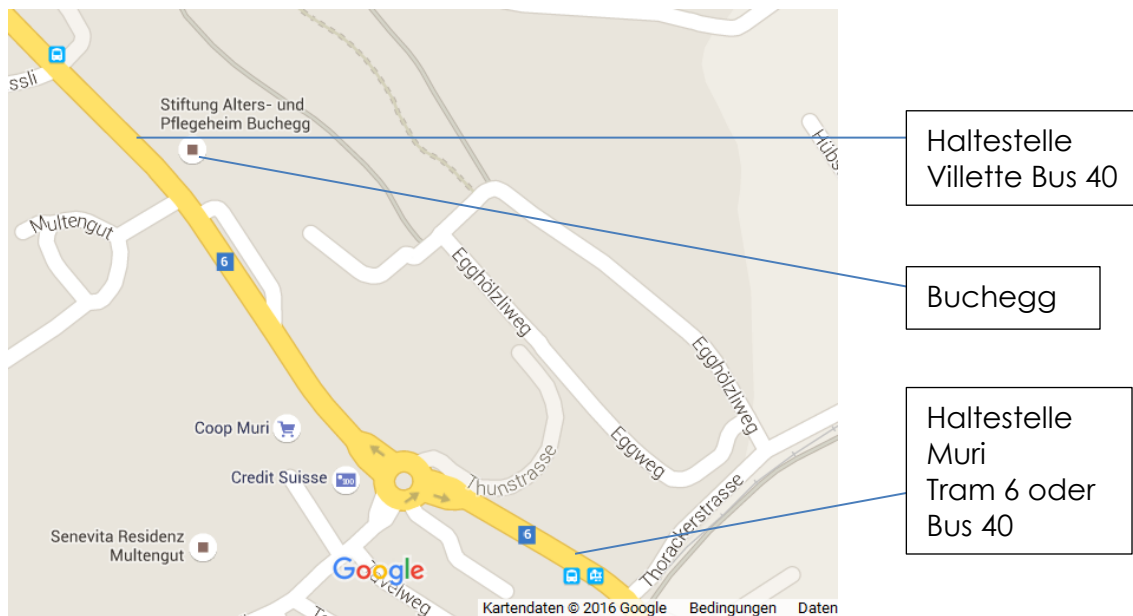 ssli
Stiftung Alters- und
Pflegeheim Buchegg
Multengut
6
Egghölzliweg
Egghölzliweg
Coop Muri
Credit Suisse
100
Thunstrasse
Eggweg
Thorackerstrasse
Senevita Residenz
Multengut
6
Google
Kartendaten © 2016 Google Bedingungen Daten
Haltestelle
Villette Bus 40
Buchegg
Haltestelle
Muri
Tram 6 oder
Bus 40